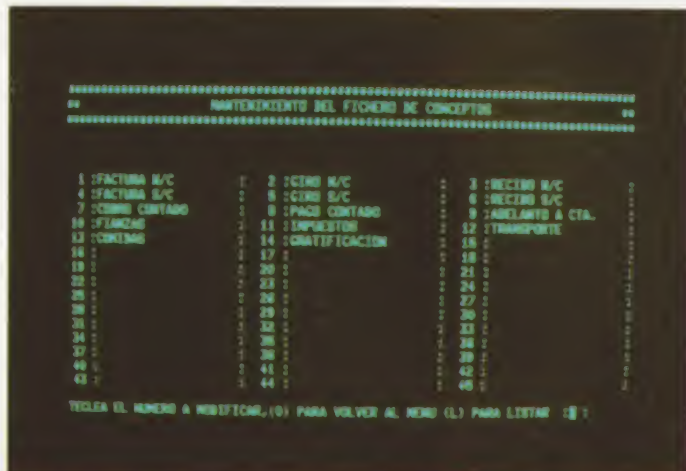 MANTENIMIENTO DEL FICHERO DE CONCEPTOS
1 :FACTURA N/C : 2 :GIRO N/C : 3 :RECIBO N/C :
4 :FACTURA S/C : 5 :GIRO S/C : 6 :RECIBO S/C :
7 :COBRO CONTADO : 8 :PAGO CONTADO : 9 :ADELANTO A CTA. :
10 :FIANZAS : 11 :IMPUESTOS : 12 :TRANSPORTE :
13 : : 14 :GRATIFICACION : 15 : :
16 : : 17 : : 18 : :
19 : : 20 : : 21 : :
22 : : 23 : : 24 : :
25 : : 26 : : 27 : :
28 : : 29 : : 30 : :
31 : : 32 : : 33 : :
34 : : 35 : : 36 : :
37 : : 38 : : 39 : :
40 : : 41 : : 42 : :
43 : : 44 : : 45 : :
TECLEA EL NUMERO A MODIFICAR,(0) PARA VOLVER AL MENU (L) PARA LISTAR : :